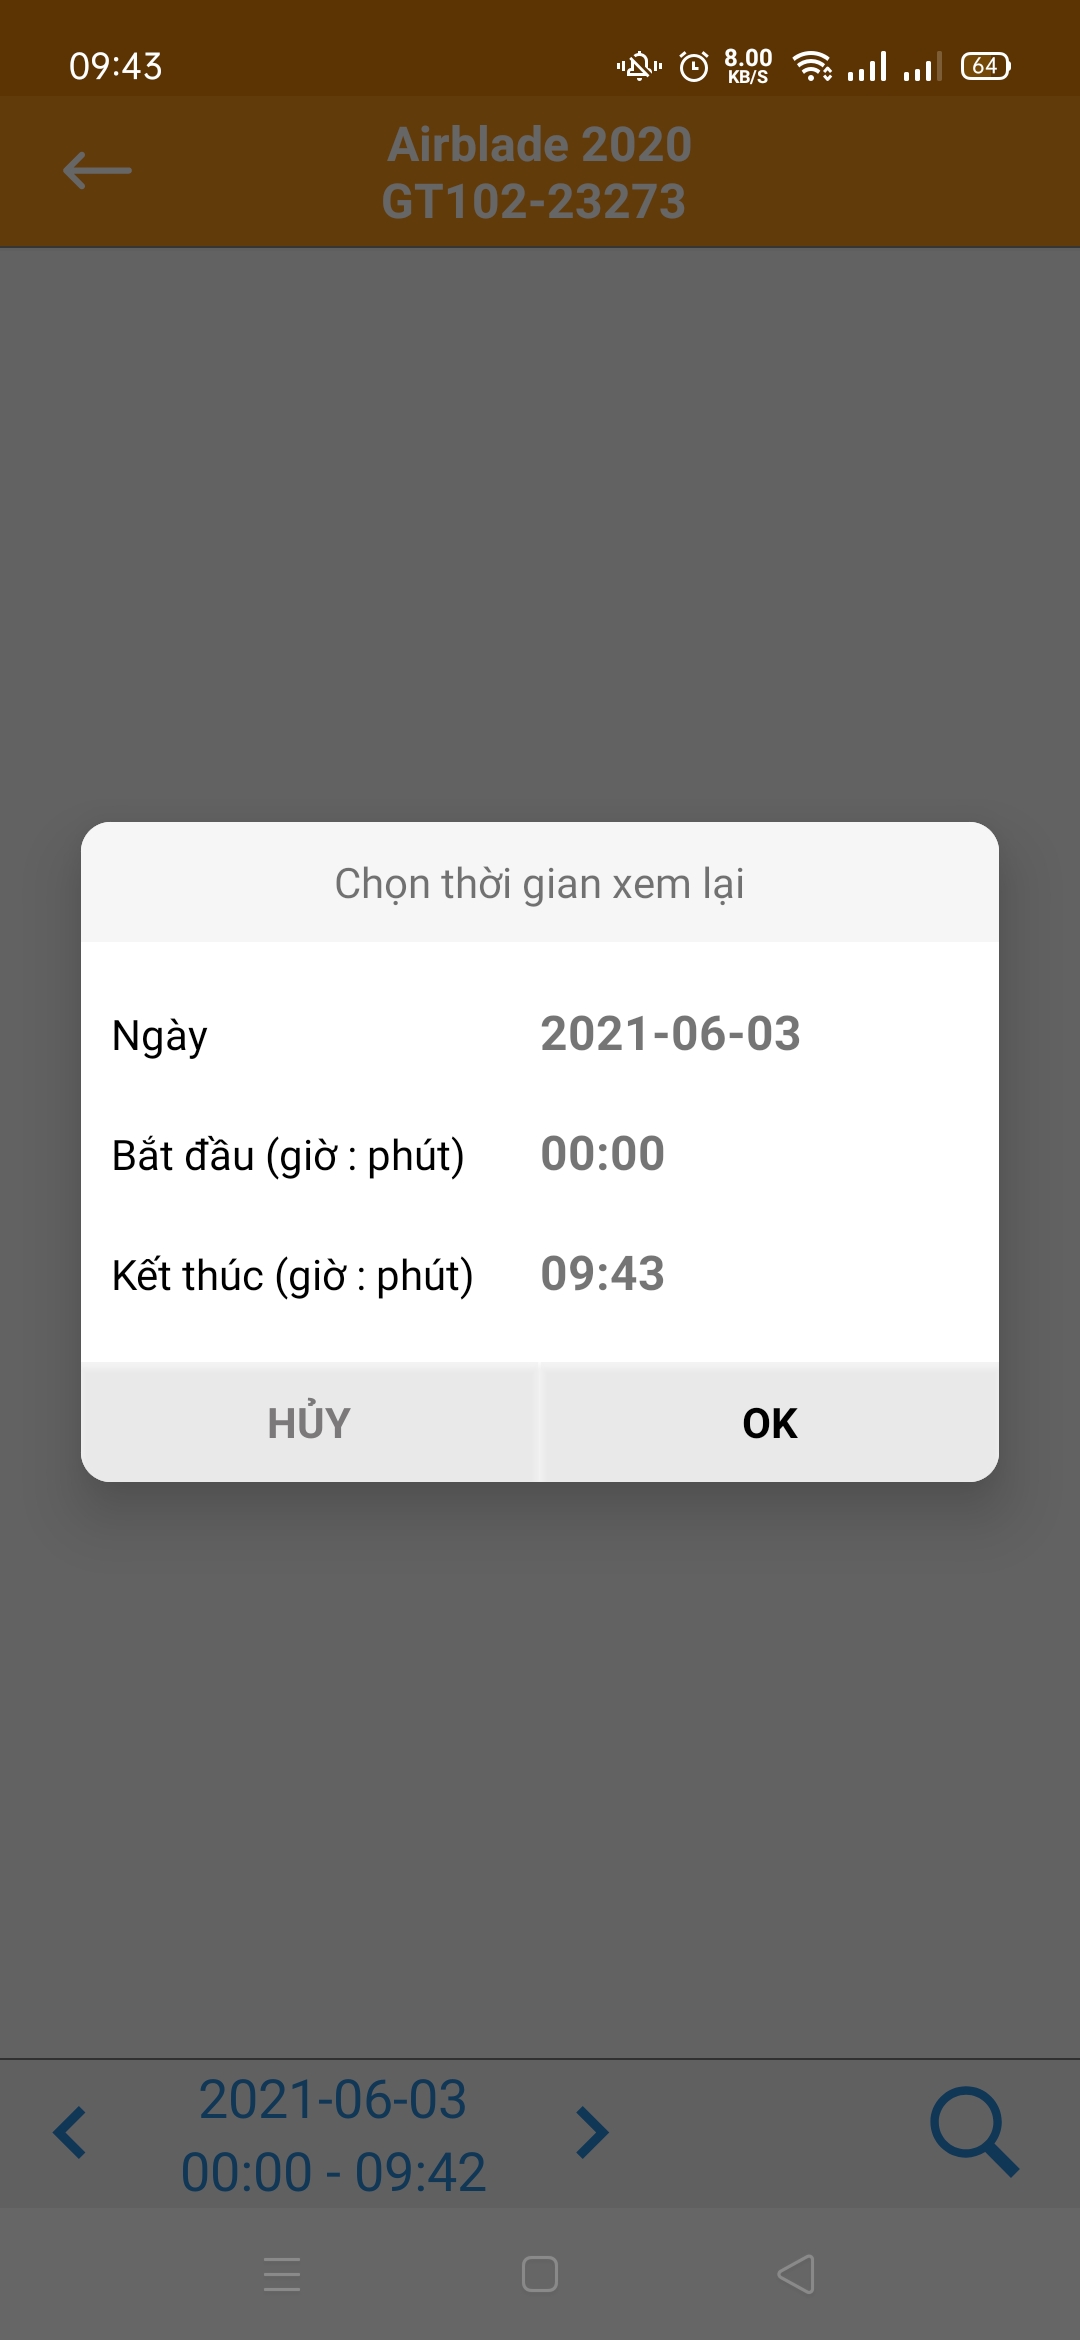 09:43
8.00
KB/S
64
Airblade 2020
GT102-23273
Chọn thời gian xem lại
Ngày 2021-06-03
Bắt đầu (giờ : phút) 00:00
Kết thúc (giờ : phút) 09:43
HỦY OK
2021-06-03
00:00 - 09:42